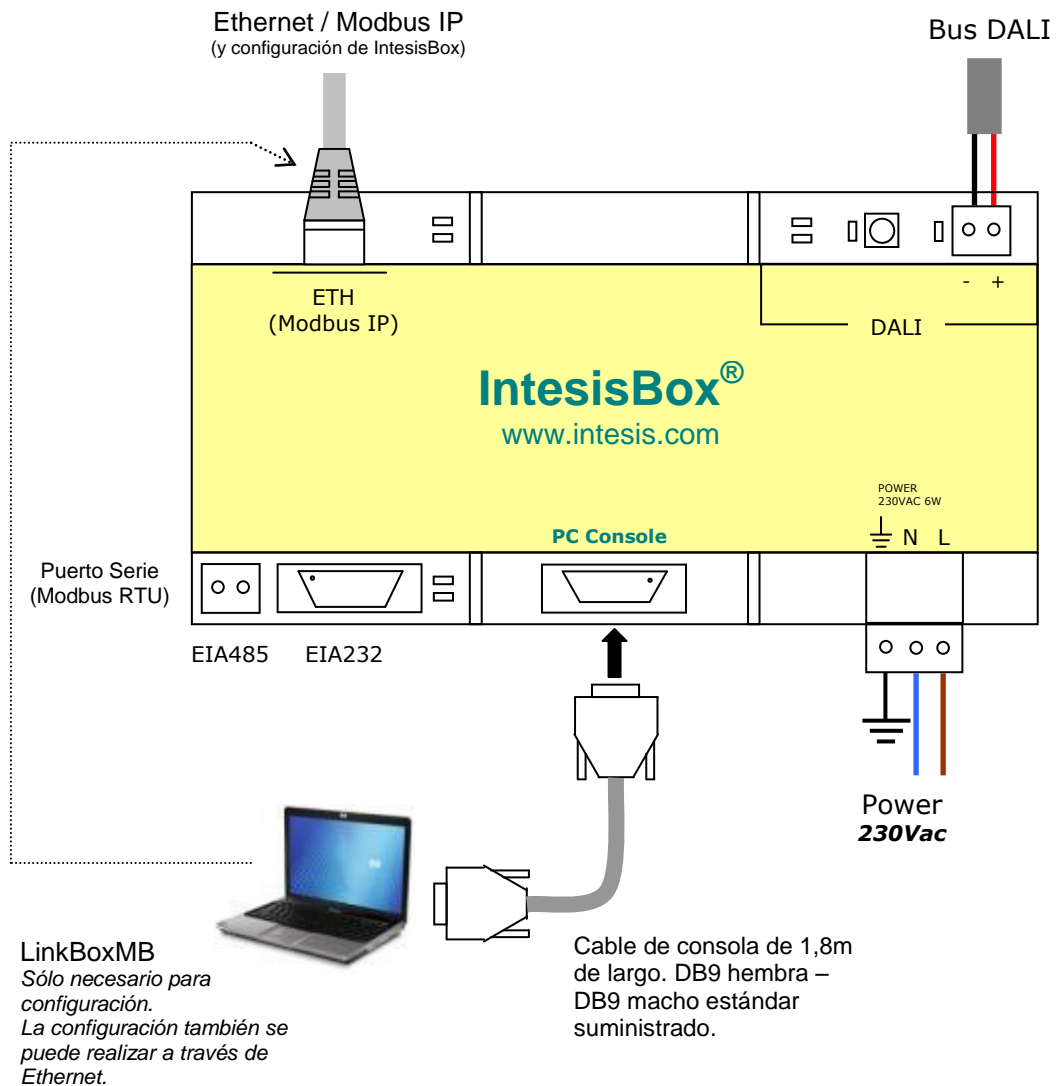 Ethernet / Modbus IP
(y configuración de IntesisBox)
Bus DALI
ETH
(Modbus IP)
- +
DALI
IntesisBox®
www.intesis.com
POWER
230VAC 6W
N L
PC Console
Puerto Serie
(Modbus RTU)
EIA485 EIA232
Power
230Vac
LinkBoxMB
Sólo necesario para
configuración.
La configuración también se
puede realizar a través de
Ethernet.
Cable de consola de 1,8m
de largo. DB9 hembra –
DB9 macho estándar
suministrado.